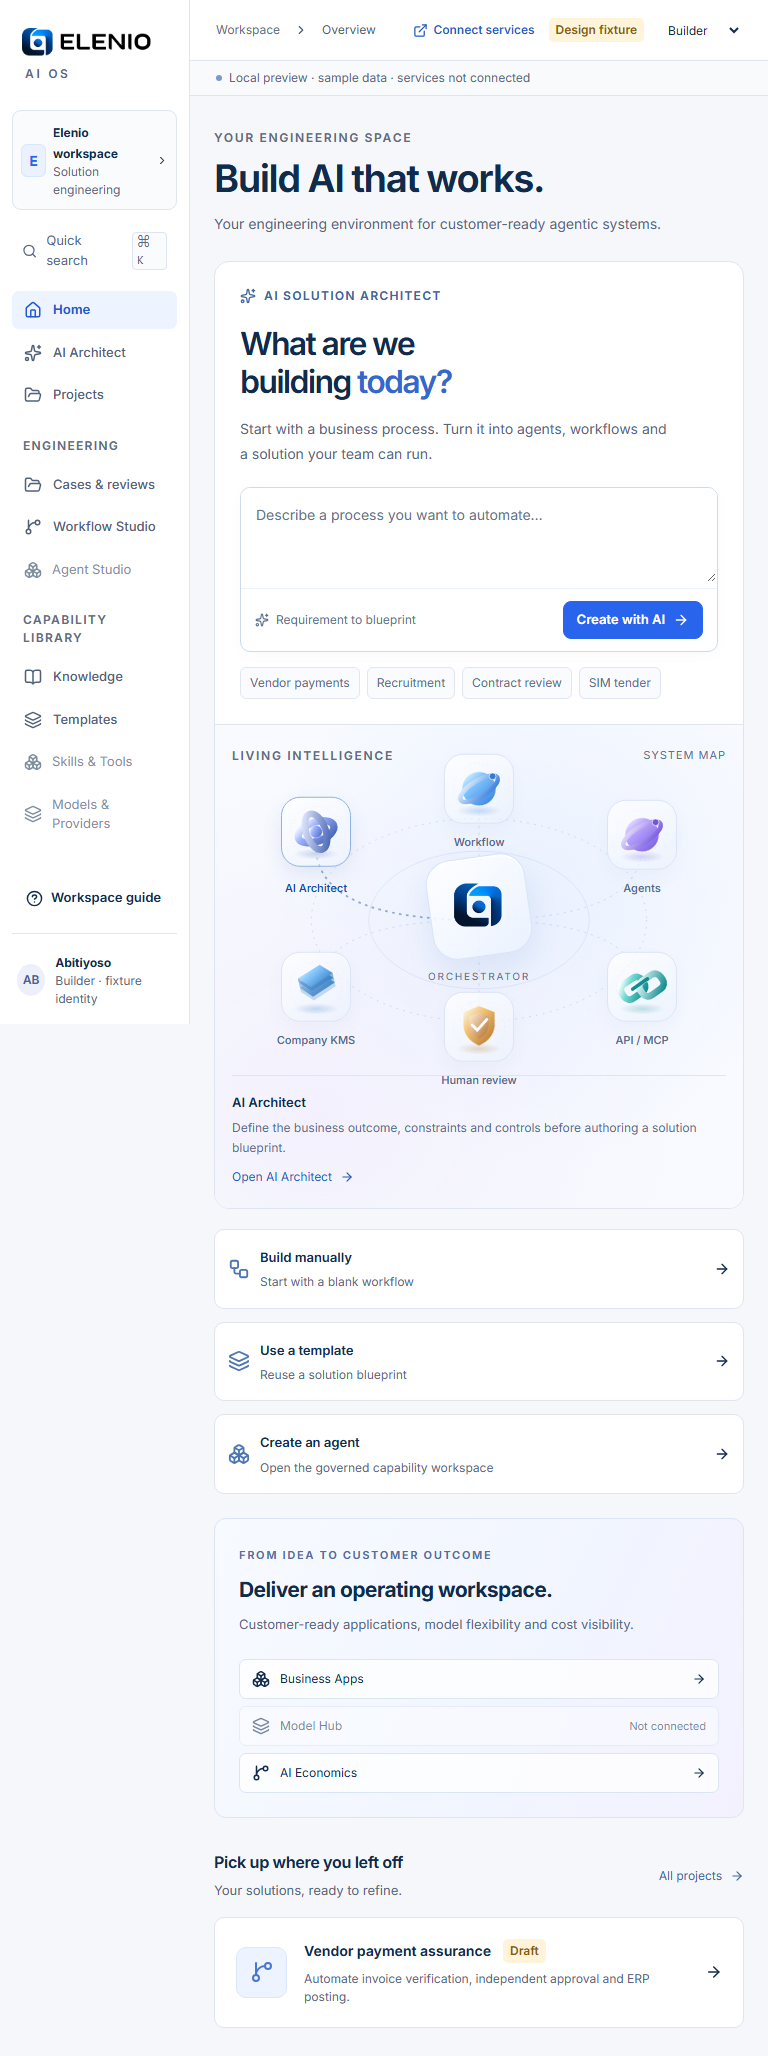 ELENIO
AI OS
E
Elenio
workspace
Solution
engineering
Quick
search
⌘
K
Home
AI Architect
Projects
ENGINEERING
Cases & reviews
Workflow Studio
Agent Studio
CAPABILITY
LIBRARY
Knowledge
Templates
Skills & Tools
Models &
Providers
Workspace guide
AB
Abitiyoso
Builder · fixture
identity
Workspace > Overview
Connect services
Design fixture
Builder
Local preview · sample data · services not connected
YOUR ENGINEERING SPACE
Build AI that works.
Your engineering environment for customer-ready agentic systems.
AI SOLUTION ARCHITECT
What are we
building today?
Start with a business process. Turn it into agents, workflows and
a solution your team can run.
Describe a process you want to automate...
Requirement to blueprint
Create with AI
Vendor payments
Recruitment
Contract review
SIM tender
LIVING INTELLIGENCE
SYSTEM MAP
Workflow
AI Architect
Agents
ORCHESTRATOR
Company KMS
API / MCP
Human review
AI Architect
Define the business outcome, constraints and controls before authoring a solution
blueprint.
Open AI Architect
Build manually
Start with a blank workflow
Use a template
Reuse a solution blueprint
Create an agent
Open the governed capability workspace
FROM IDEA TO CUSTOMER OUTCOME
Deliver an operating workspace.
Customer-ready applications, model flexibility and cost visibility.
Business Apps
Model Hub
Not connected
AI Economics
Pick up where you left off
Your solutions, ready to refine.
All projects
Vendor payment assurance
Draft
Automate invoice verification, independent approval and ERP
posting.